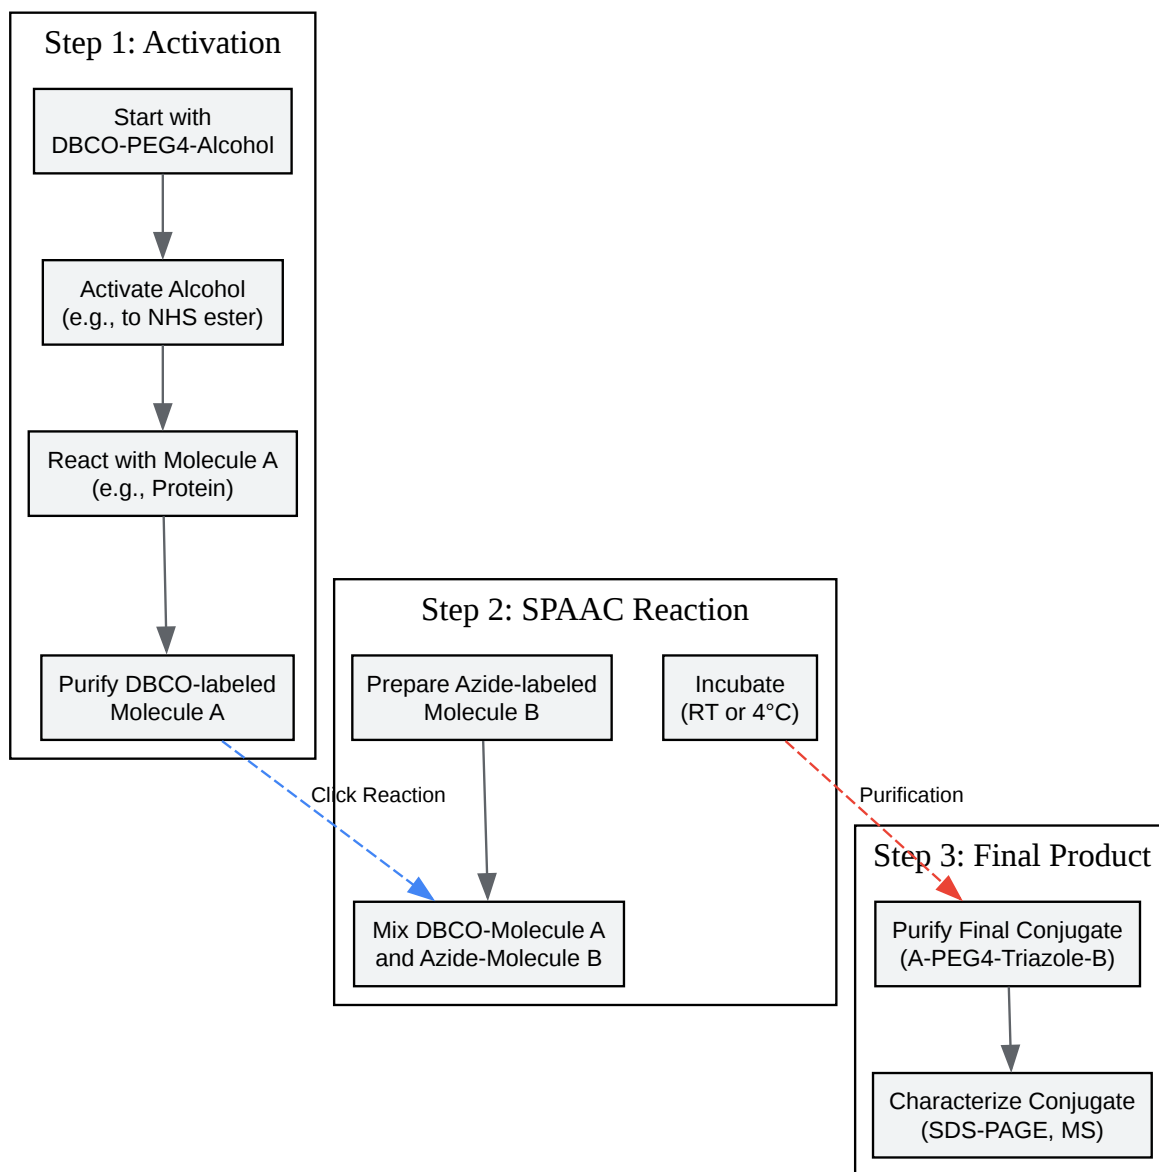 Step 1: Activation
Start with
DBCO-PEG4-Alcohol
Activate Alcohol
(e.g., to NHS ester)
React with Molecule A
(e.g., Protein)
Purify DBCO-labeled
Molecule A
Click Reaction
Step 2: SPAAC Reaction
Prepare Azide-labeled
Molecule B
Incubate
(RT or 4°C)
Mix DBCO-Molecule A
and Azide-Molecule B
Purification
Step 3: Final Product
Purify Final Conjugate
(A-PEG4-Triazole-B)
Characterize Conjugate
(SDS-PAGE, MS)